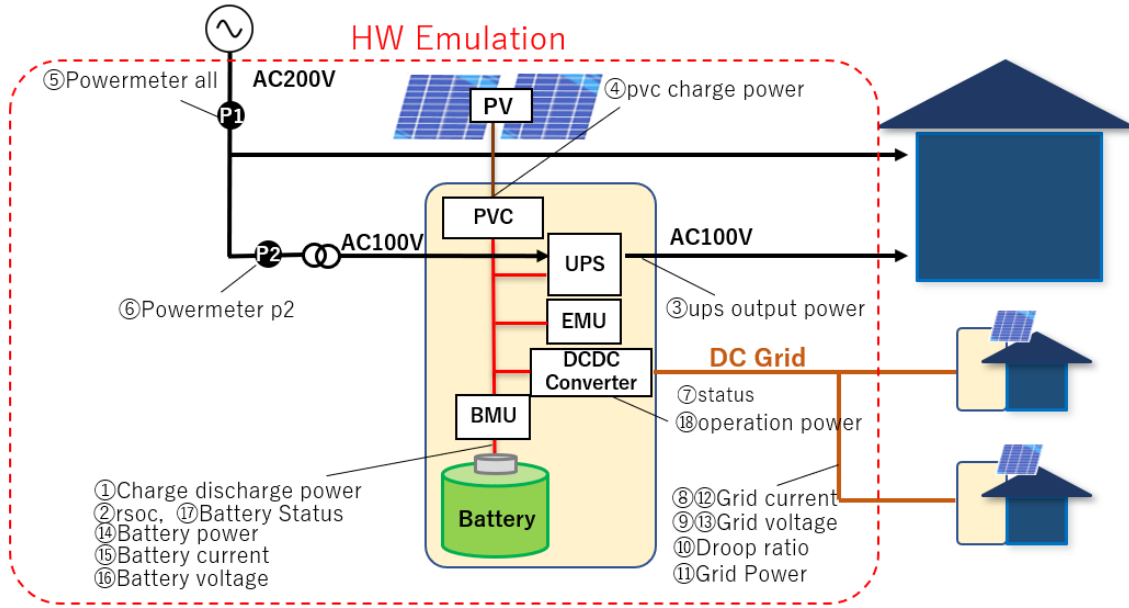 HW Emulation
⑤Powermeter all
AC200V
P1
PV
④pvc charge power
PVC
P2
AC100V
UPS
AC100V
⑥Powermeter p2
③ups output power
EMU
DCDC
Converter
DC Grid
⑦status
⑱operation power
BMU
①Charge discharge power
②rsoc, ⑰Battery Status
⑭Battery power
⑮Battery current
⑯Battery voltage
Battery
⑧⑫Grid current
⑨⑬Grid voltage
⑩Droop ratio
⑪Grid Power